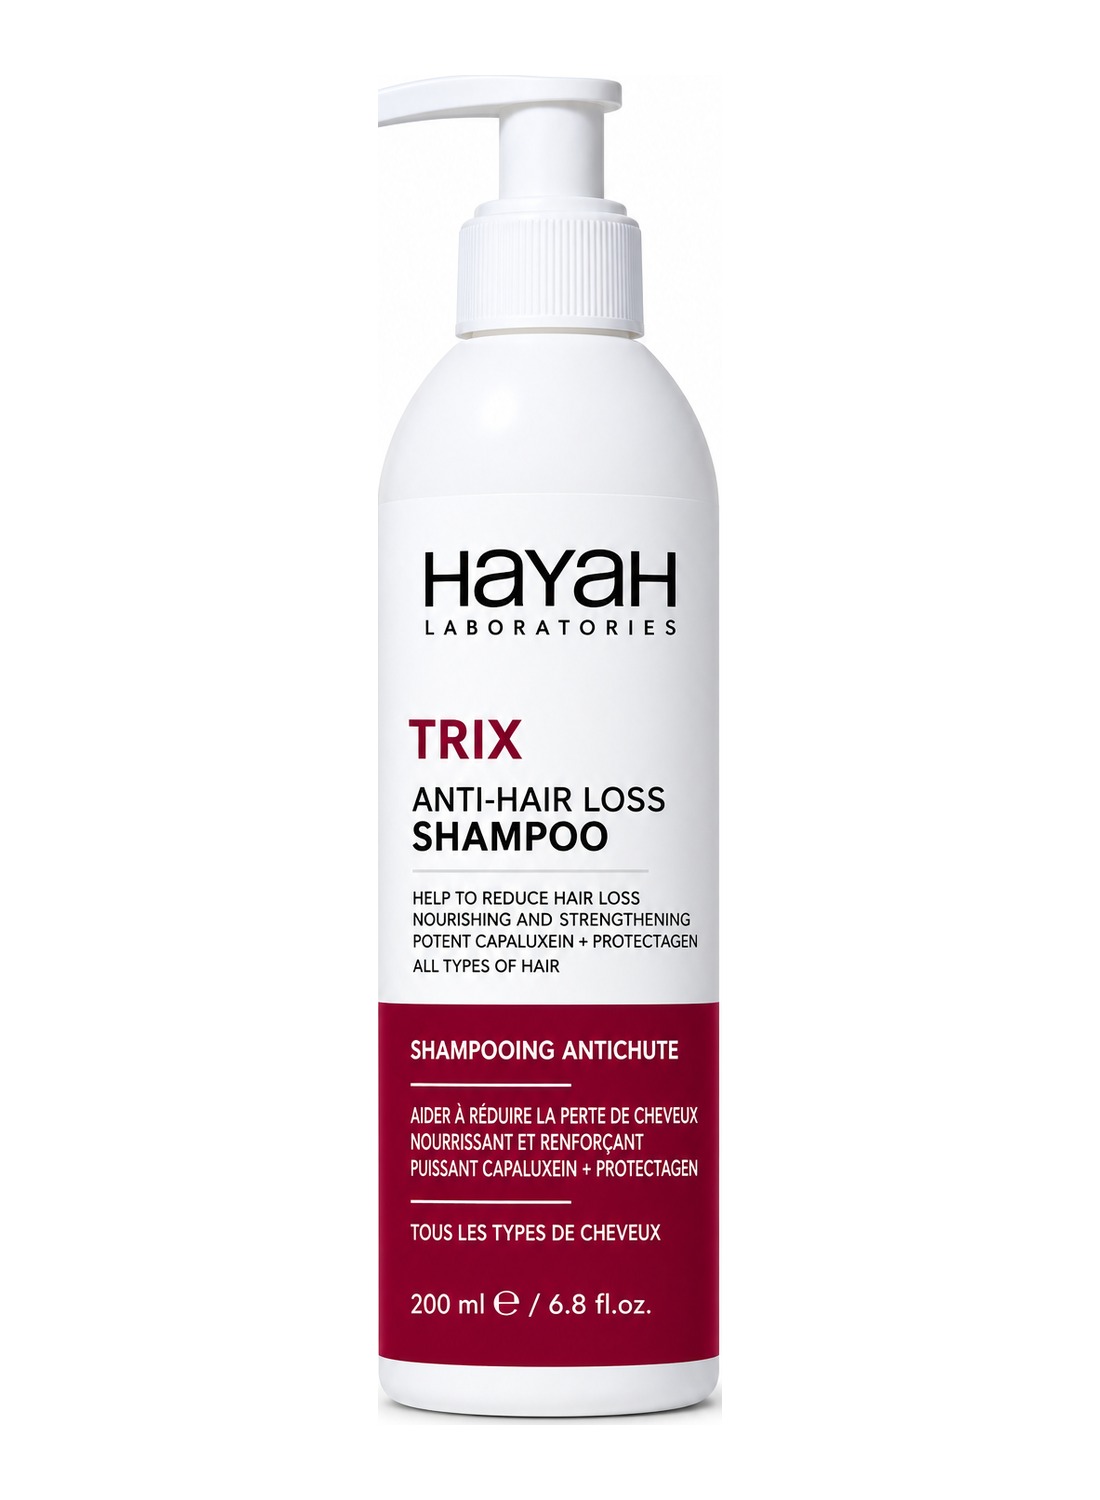 HAYAH
LABORATORIES
TRIX
ANTI-HAIR LOSS
SHAMPOO
HELP TO REDUCE HAIR LOSS
NOURISHING AND STRENGTHENING
POTENT CAPALUXEIN + PROTECTAGEN
ALL TYPES OF HAIR
SHAMPOOING ANTICHUTE
AIDER À RÉDUIRE LA PERTE DE CHEVEUX
NOURRISSANT ET RENFORÇANT
PUISSANT CAPALUXEIN + PROTECTAGEN
TOUS LES TYPES DE CHEVEUX
200 ml ℮ / 6.8 fl.oz.